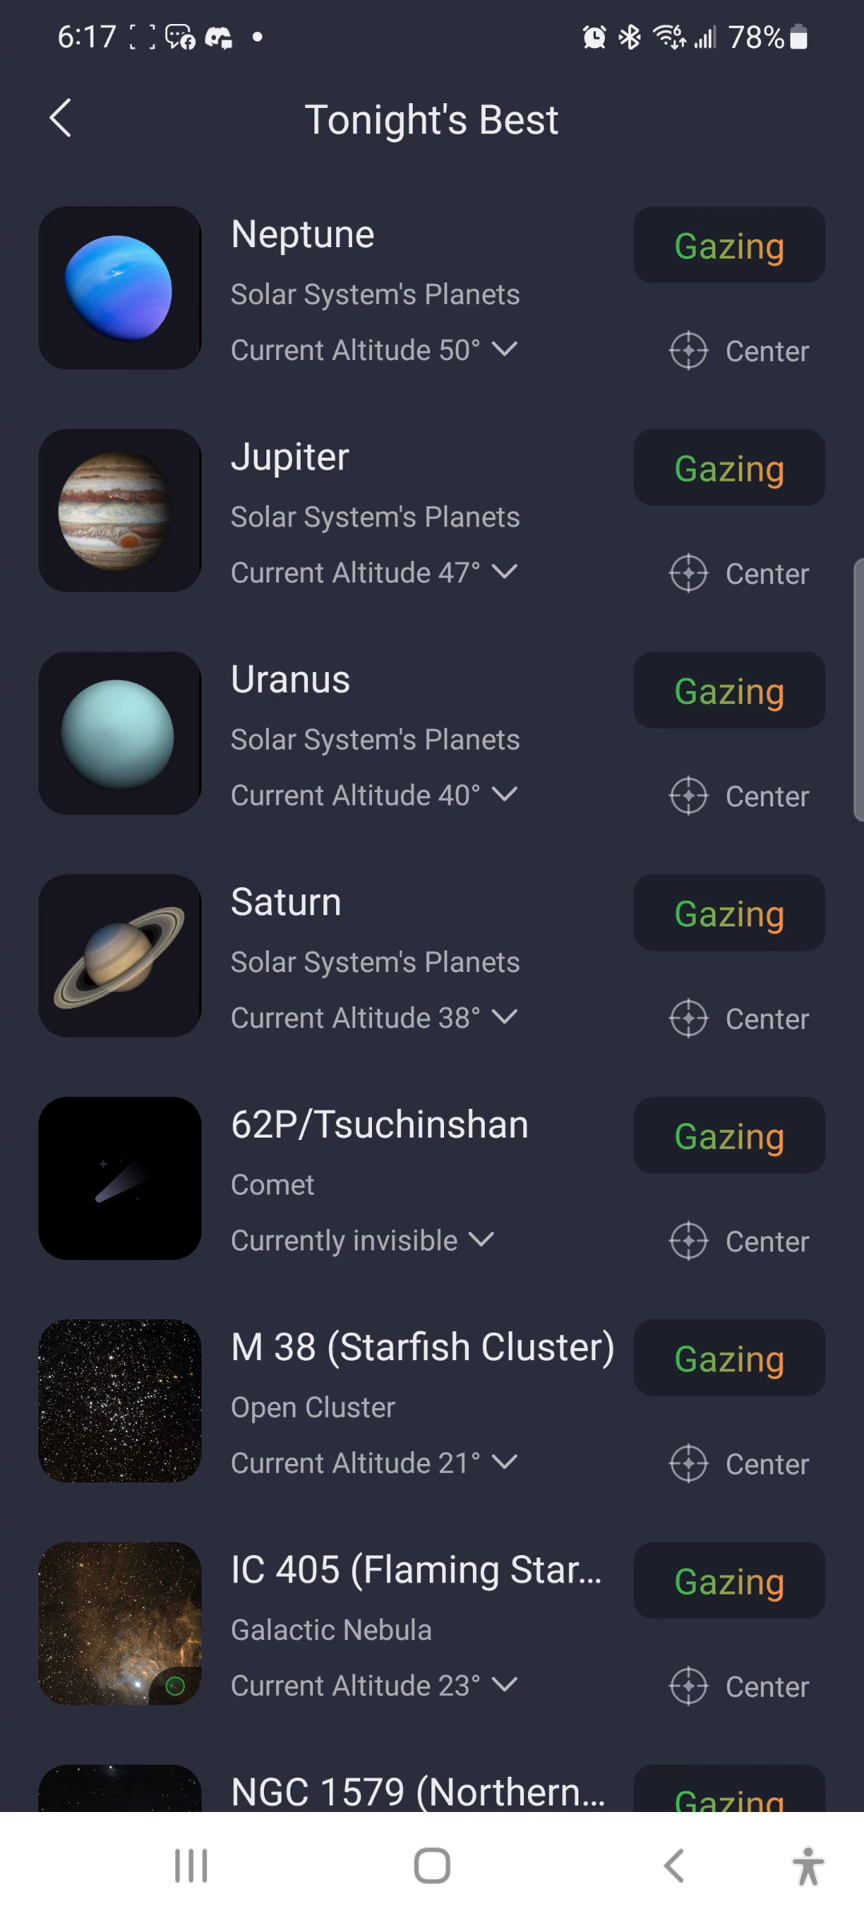 6:17 78%
Tonight's Best
Neptune
Gazing
Solar System's Planets
Current Altitude 50°
Center
Jupiter
Gazing
Solar System's Planets
Current Altitude 47°
Center
Uranus
Gazing
Solar System's Planets
Current Altitude 40°
Center
Saturn
Gazing
Solar System's Planets
Current Altitude 38°
Center
62P/Tsuchinshan
Gazing
Comet
Currently invisible
Center
M 38 (Starfish Cluster)
Gazing
Open Cluster
Current Altitude 21°
Center
IC 405 (Flaming Star...
Gazing
Galactic Nebula
Current Altitude 23°
Center
NGC 1579 (Northern...
Gazing